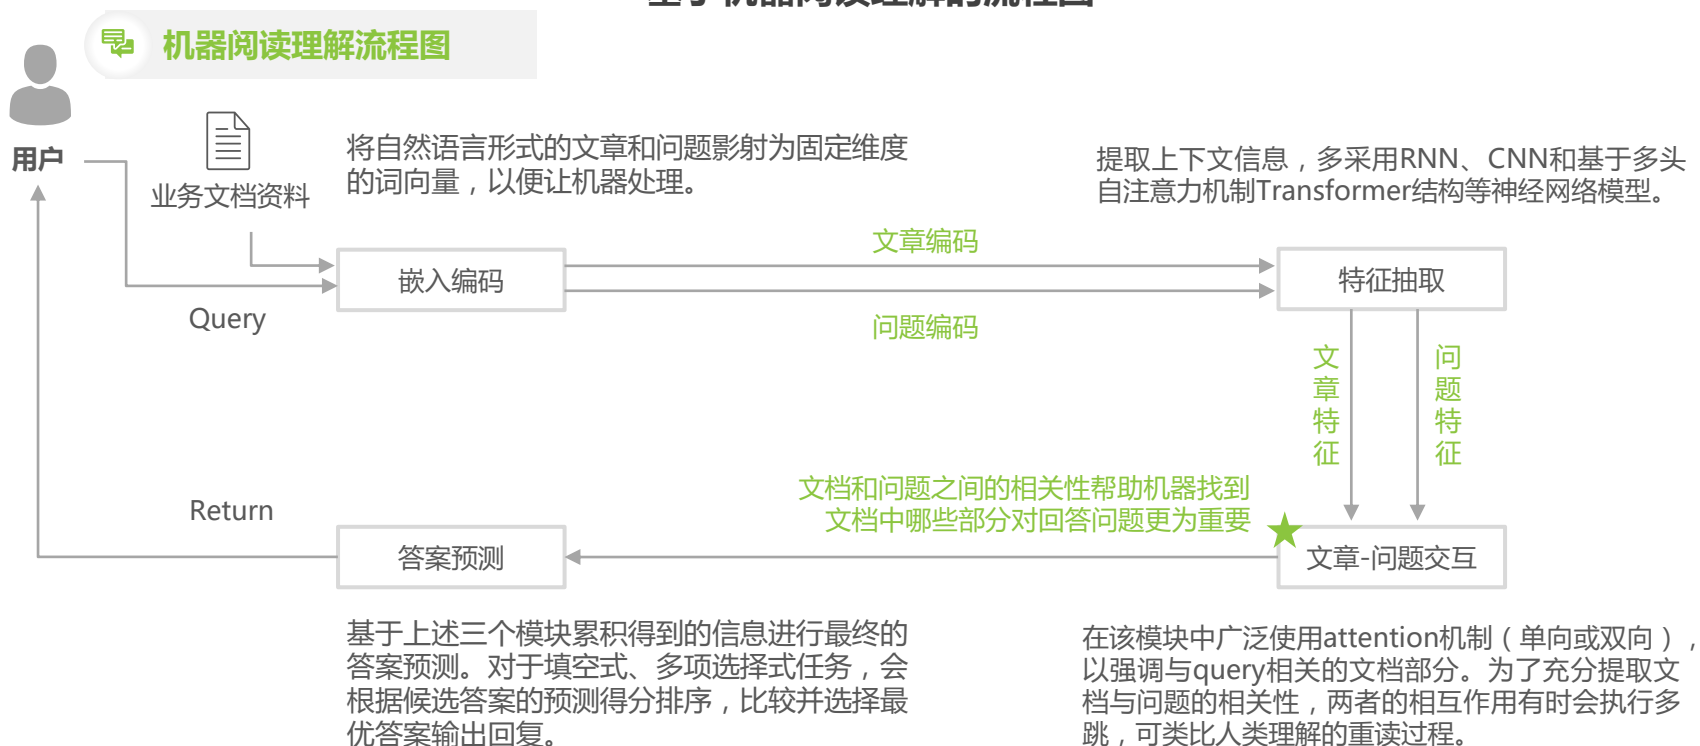 基于机器阅读理解的流程图
机器阅读理解流程图
用户
业务文档资料
将自然语言形式的文章和问题影射为固定维度
的词向量，以便让机器处理。
提取上下文信息，多采用RNN、CNN和基于多头
自注意力机制Transformer结构等神经网络模型。
文章编码
嵌入编码
特征抽取
Query
问题编码
文章特征
问题特征
文档和问题之间的相关性帮助机器找到
文档中哪些部分对回答问题更为重要
Return
答案预测
文章-问题交互
基于上述三个模块累积得到的信息进行最终的
答案预测。对于填空式、多项选择式任务，会
根据候选答案的预测得分排序，比较并选择最
优答案输出回复。
在该模块中广泛使用attention机制（单向或双向），
以强调与query相关的文档部分。为了充分提取文
档与问题的相关性，两者的相互作用有时会执行多
跳，可类比人类理解的重读过程。